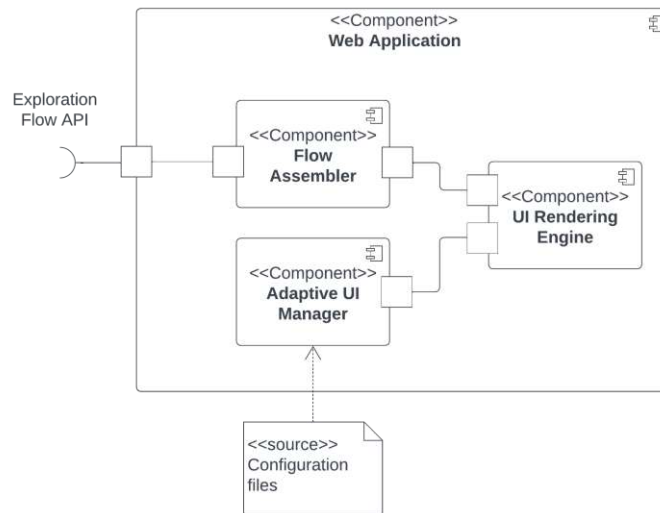 <<Component>>
Web Application
Exploration
Flow API
<<Component>>
Flow
Assembler
<<Component>>
UI Rendering
Engine
<<Component>>
Adaptive UI
Manager
<<source>>
Configuration
files